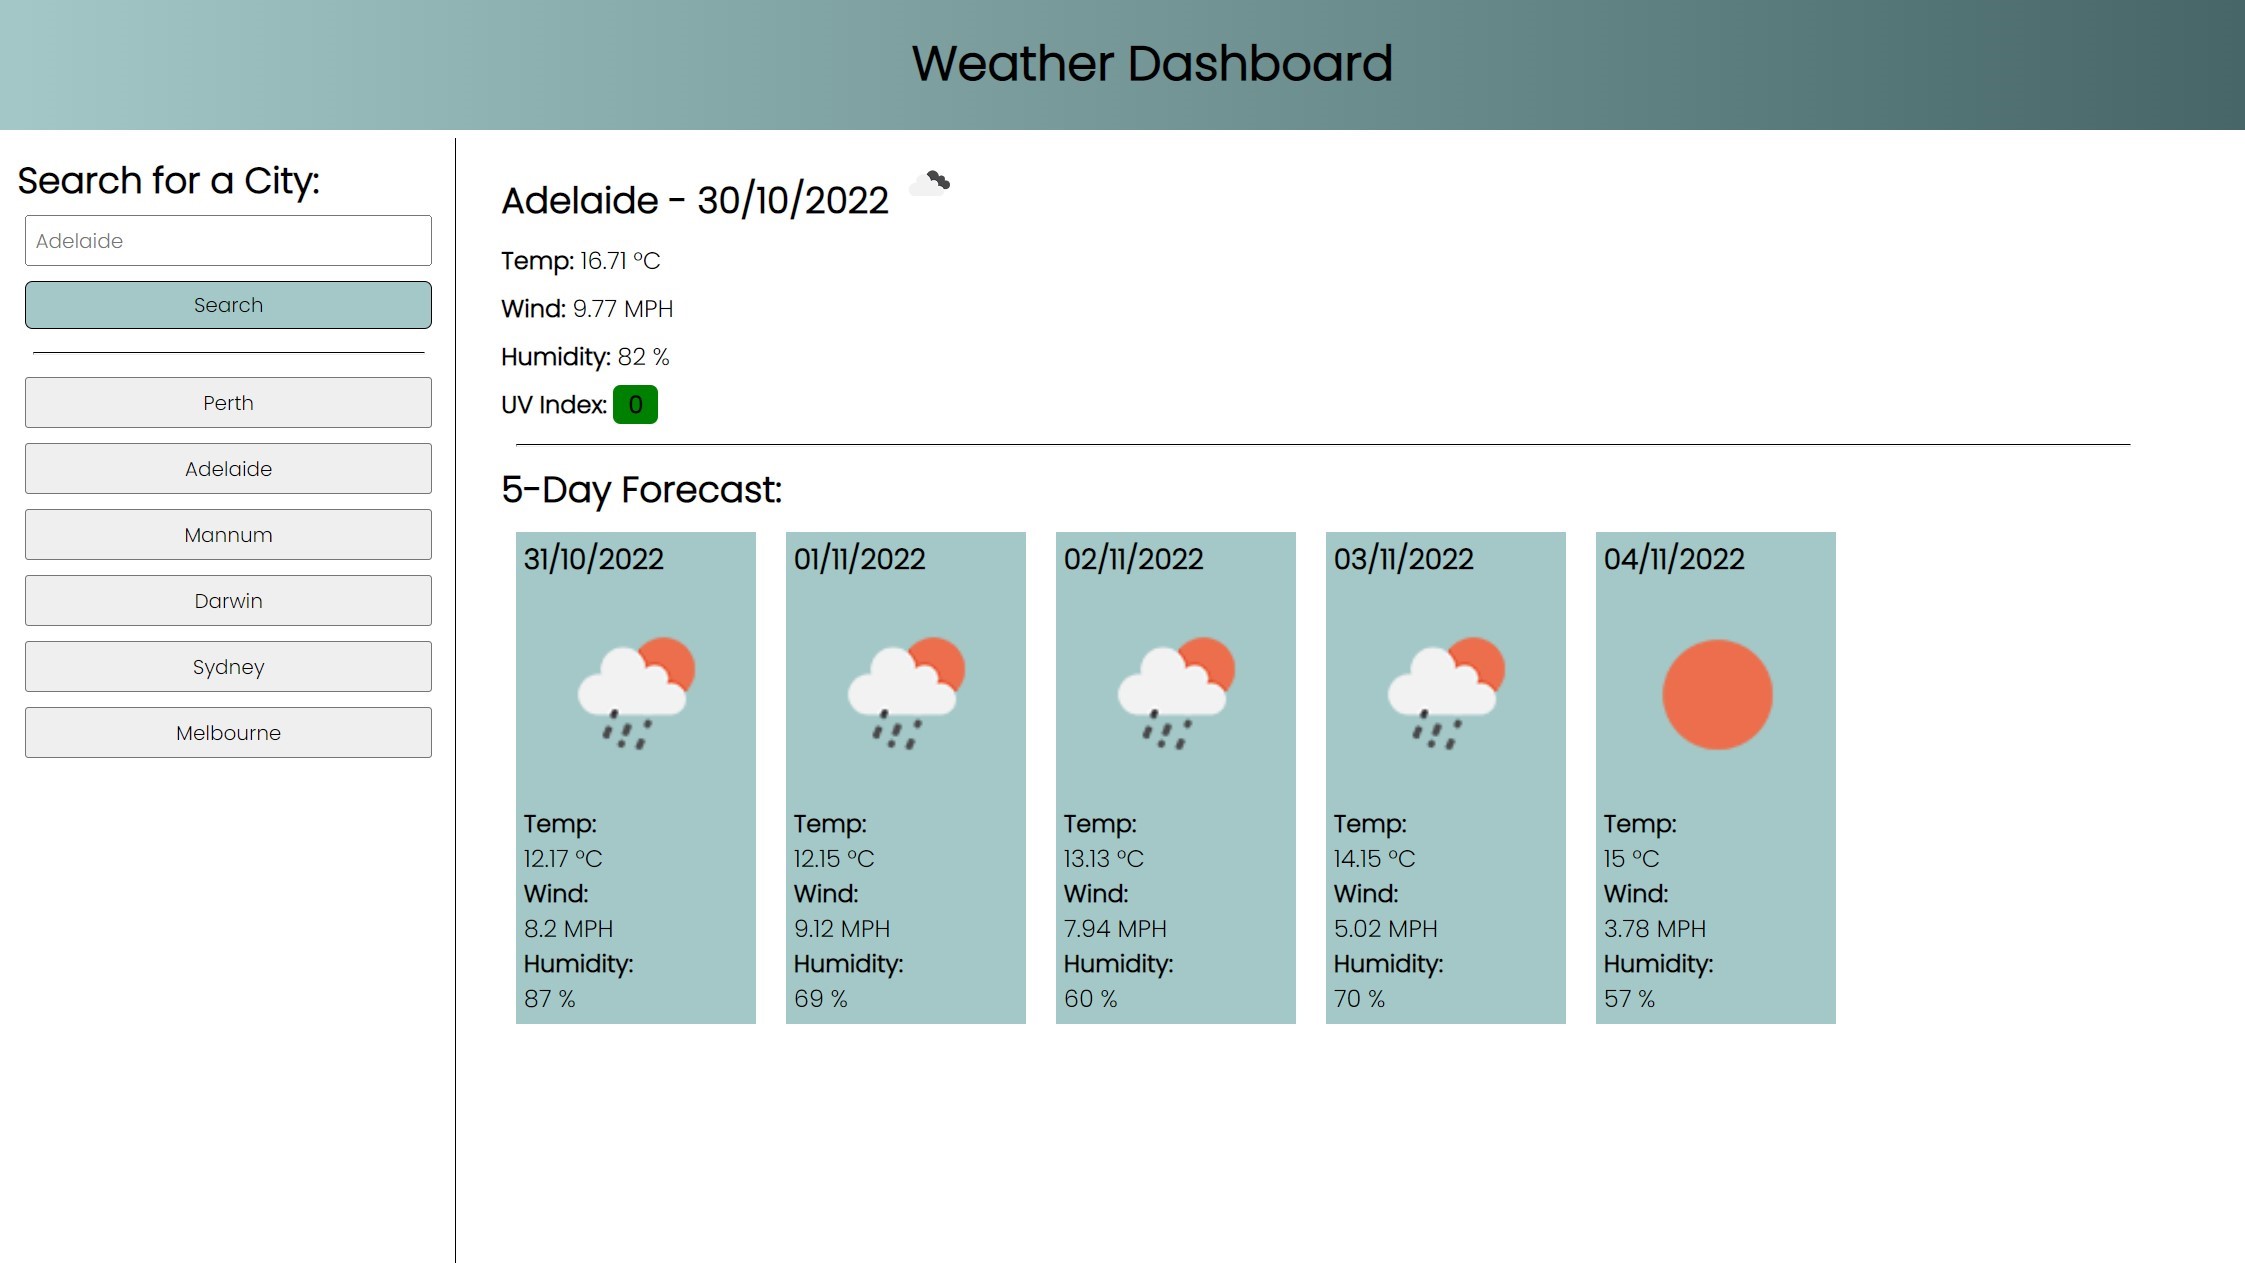 Weather Dashboard
Search for a City:
Adelaide
Search
Perth
Adelaide
Mannum
Darwin
Sydney
Melbourne
Adelaide - 30/10/2022
Temp: 16.71 °C
Wind: 9.77 MPH
Humidity: 82 %
UV Index: 0
5-Day Forecast:
31/10/2022
Temp:
12.17 °C
Wind:
8.2 MPH
Humidity:
87 %
01/11/2022
Temp:
12.15 °C
Wind:
9.12 MPH
Humidity:
69 %
02/11/2022
Temp:
13.13 °C
Wind:
7.94 MPH
Humidity:
60 %
03/11/2022
Temp:
14.15 °C
Wind:
5.02 MPH
Humidity:
70 %
04/11/2022
Temp:
15 °C
Wind:
3.78 MPH
Humidity:
57 %